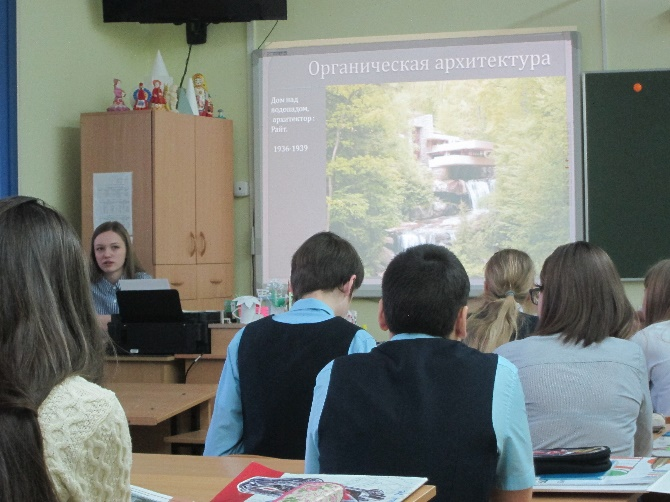 Органическая архитектура
Дом над
водопадом,
архитектор:
Райт.
1936-1939